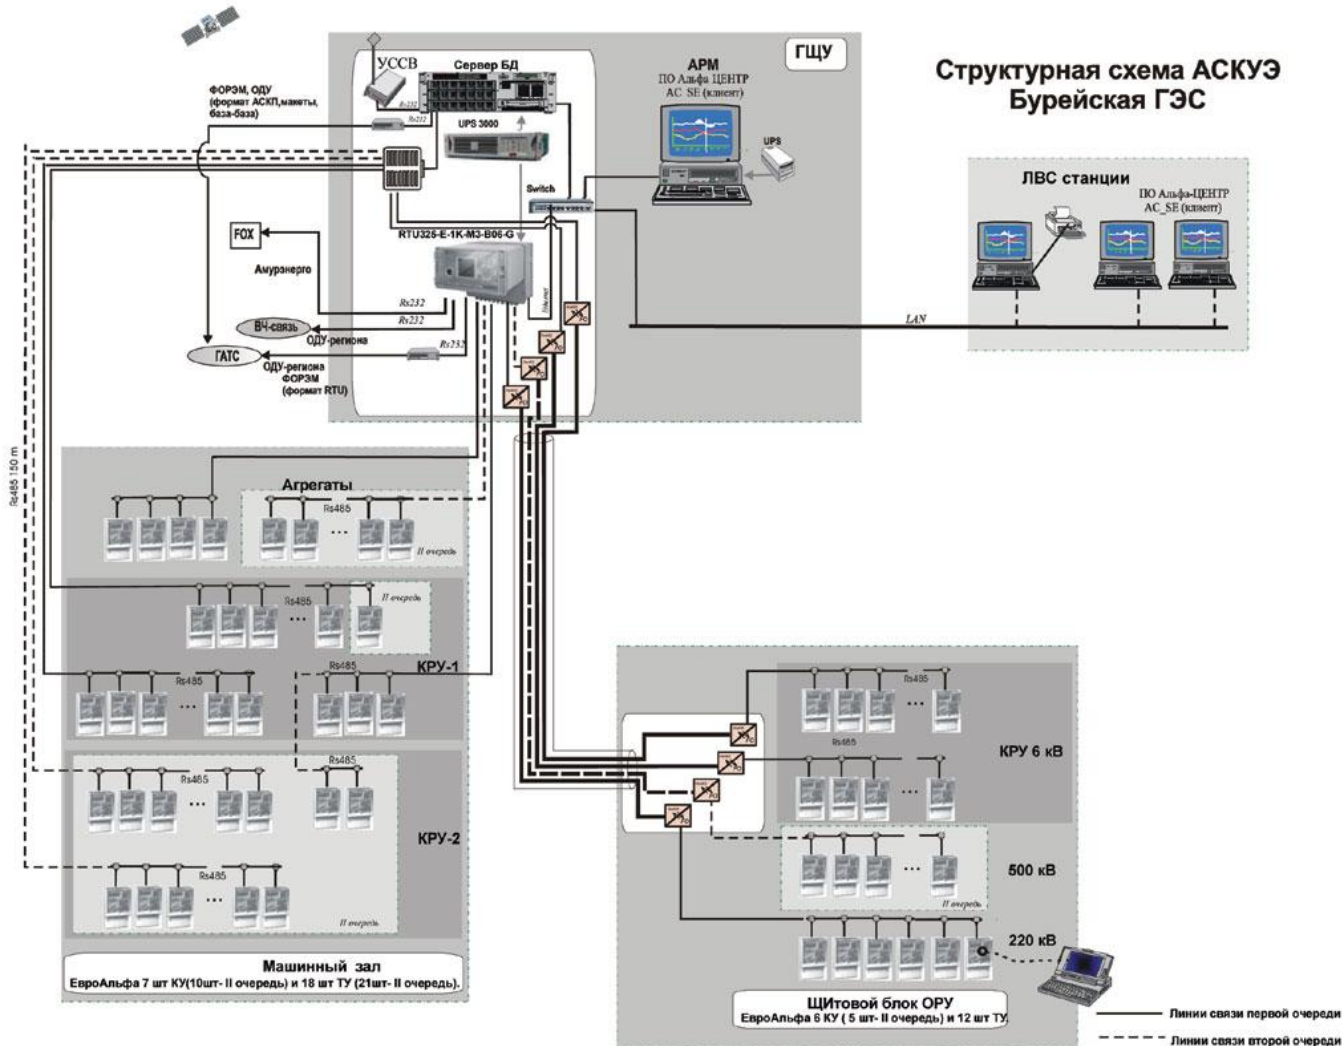 Структурная схема АСКУЭ
Бурейская ГЭС
ГЩУ
УССВ
Сервер БД
АРМ
ПО Альфа ЦЕНТР
AC_SE (клиент)
ФОРЭМ, ОДУ
(формат АСКП,макеты,
база-база)
Rs232
Rs232
UPS 3000
UPS
Switch
ЛВС станции
ПО Альфа-ЦЕНТР
AC_SE (клиент)
RTU325-E-1K-M3-B06-G
FOX
Амурэнерго
Rs232
ВЧ-связь
Rs232
ОДУ-региона
ГАТС
Rs232
ОДУ-региона
ФОРЭМ
(формат RTU)
Ethernet
LAN
Rs485 150 m
Агрегаты
Rs485
...
II очередь
Rs485
...
II очередь
КРУ-1
Rs485
...
Rs485
Rs485
...
Rs485
КРУ-2
Rs485
...
II очередь
Машинный зал
ЕвроАльфа 7 шт КУ(10шт- II очередь) и 18 шт ТУ (21шт- II очередь).
Rs485
...
КРУ 6 кВ
Rs485
...
...
500 кВ
II очередь
220 кВ
ЩИтовой блок ОРУ
ЕвроАльфа 6 КУ ( 5 шт- II очередь) и 12 шт ТУ.
Линии связи первой очереди
Линии связи второй очереди